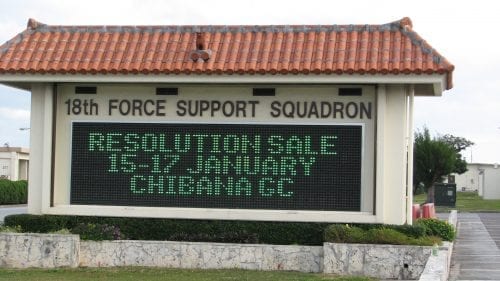 18th FORCE SUPPORT SQUADRON
RESOLUTION SALE
15-17 JANUARY
CHIBANA GC